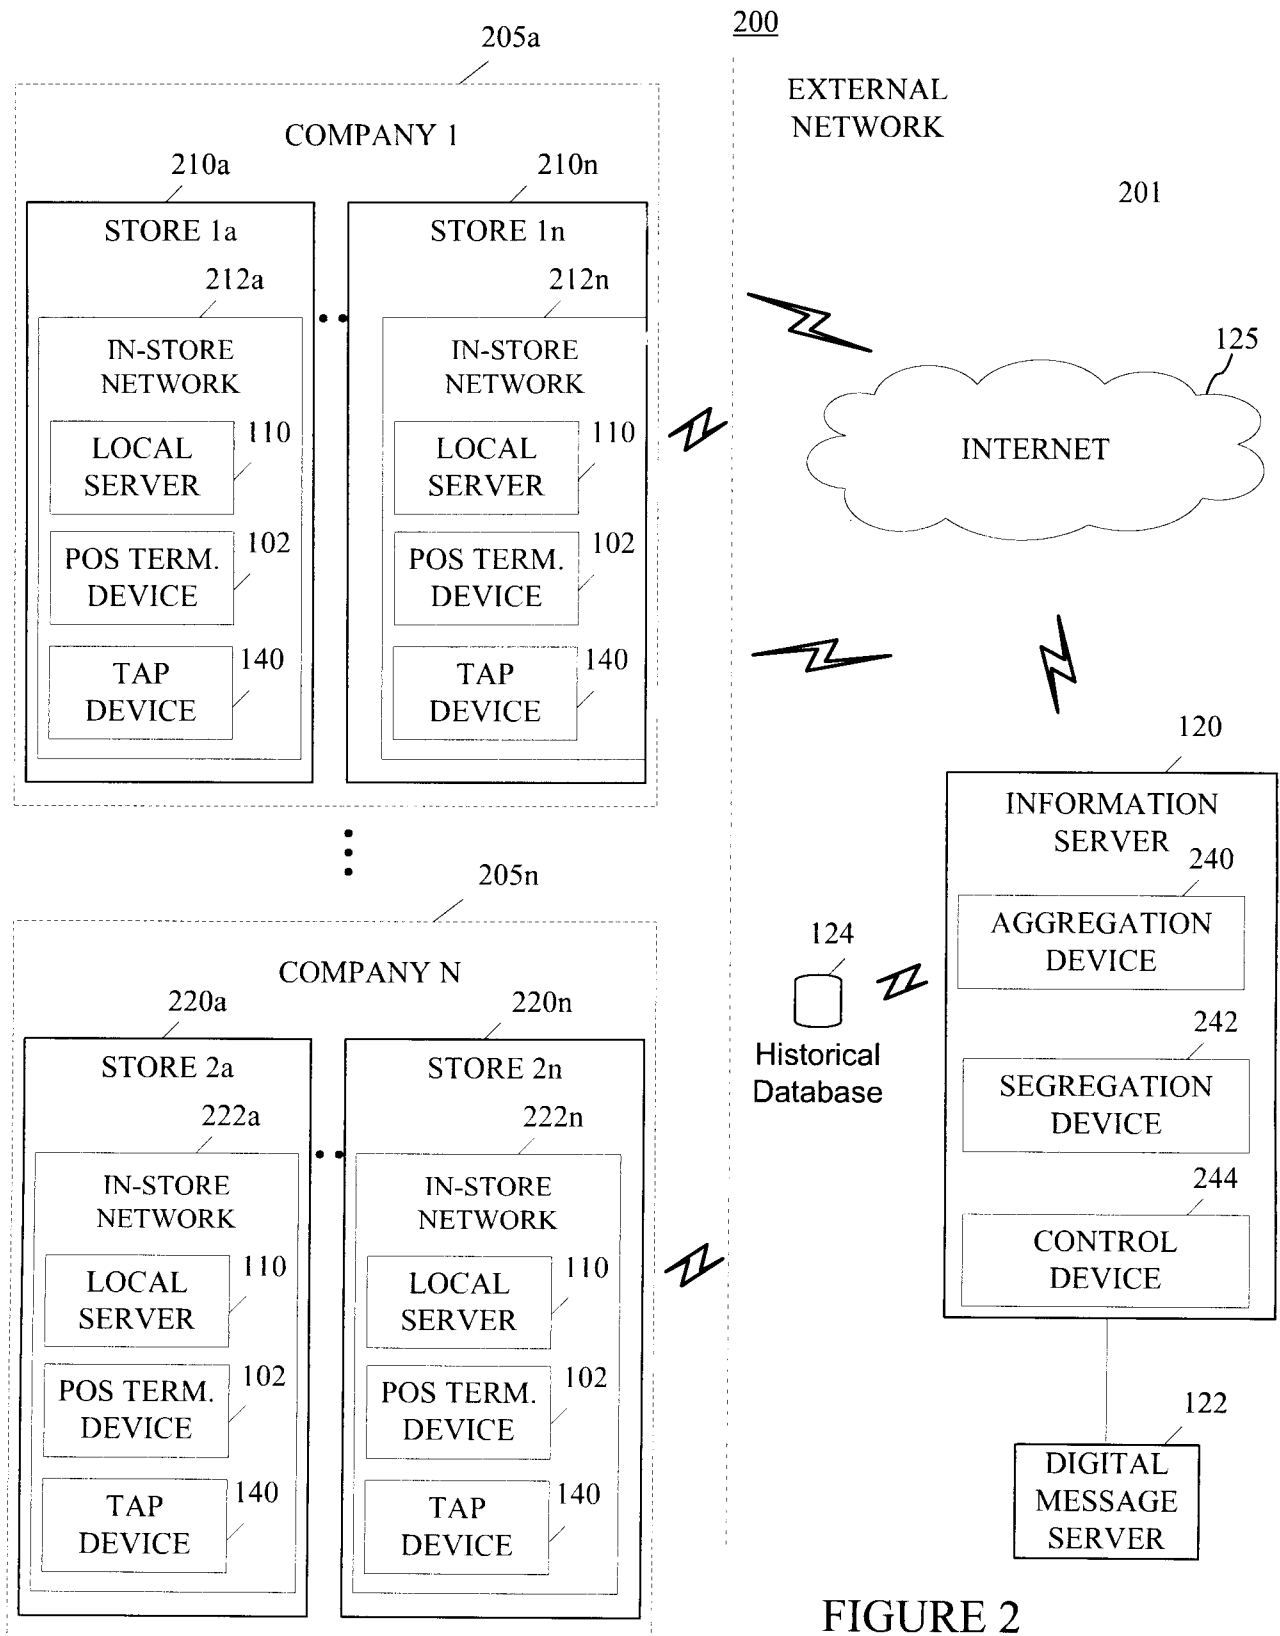 200
205a
COMPANY 1
210a
210n
STORE 1a
STORE 1n
212a
212n
IN-STORE
NETWORK
IN-STORE
NETWORK
LOCAL
SERVER
110
LOCAL
SERVER
110
POS TERM.
DEVICE
102
POS TERM.
DEVICE
102
TAP
DEVICE
140
TAP
DEVICE
140
EXTERNAL
NETWORK
201
125
INTERNET
205n
COMPANY N
220a
220n
STORE 2a
STORE 2n
222a
222n
IN-STORE
NETWORK
IN-STORE
NETWORK
LOCAL
SERVER
110
LOCAL
SERVER
110
POS TERM.
DEVICE
102
POS TERM.
DEVICE
102
TAP
DEVICE
140
TAP
DEVICE
140
120
INFORMATION
SERVER
240
AGGREGATION
DEVICE
124
Historical
Database
242
SEGREGATION
DEVICE
244
CONTROL
DEVICE
122
DIGITAL
MESSAGE
SERVER
FIGURE 2